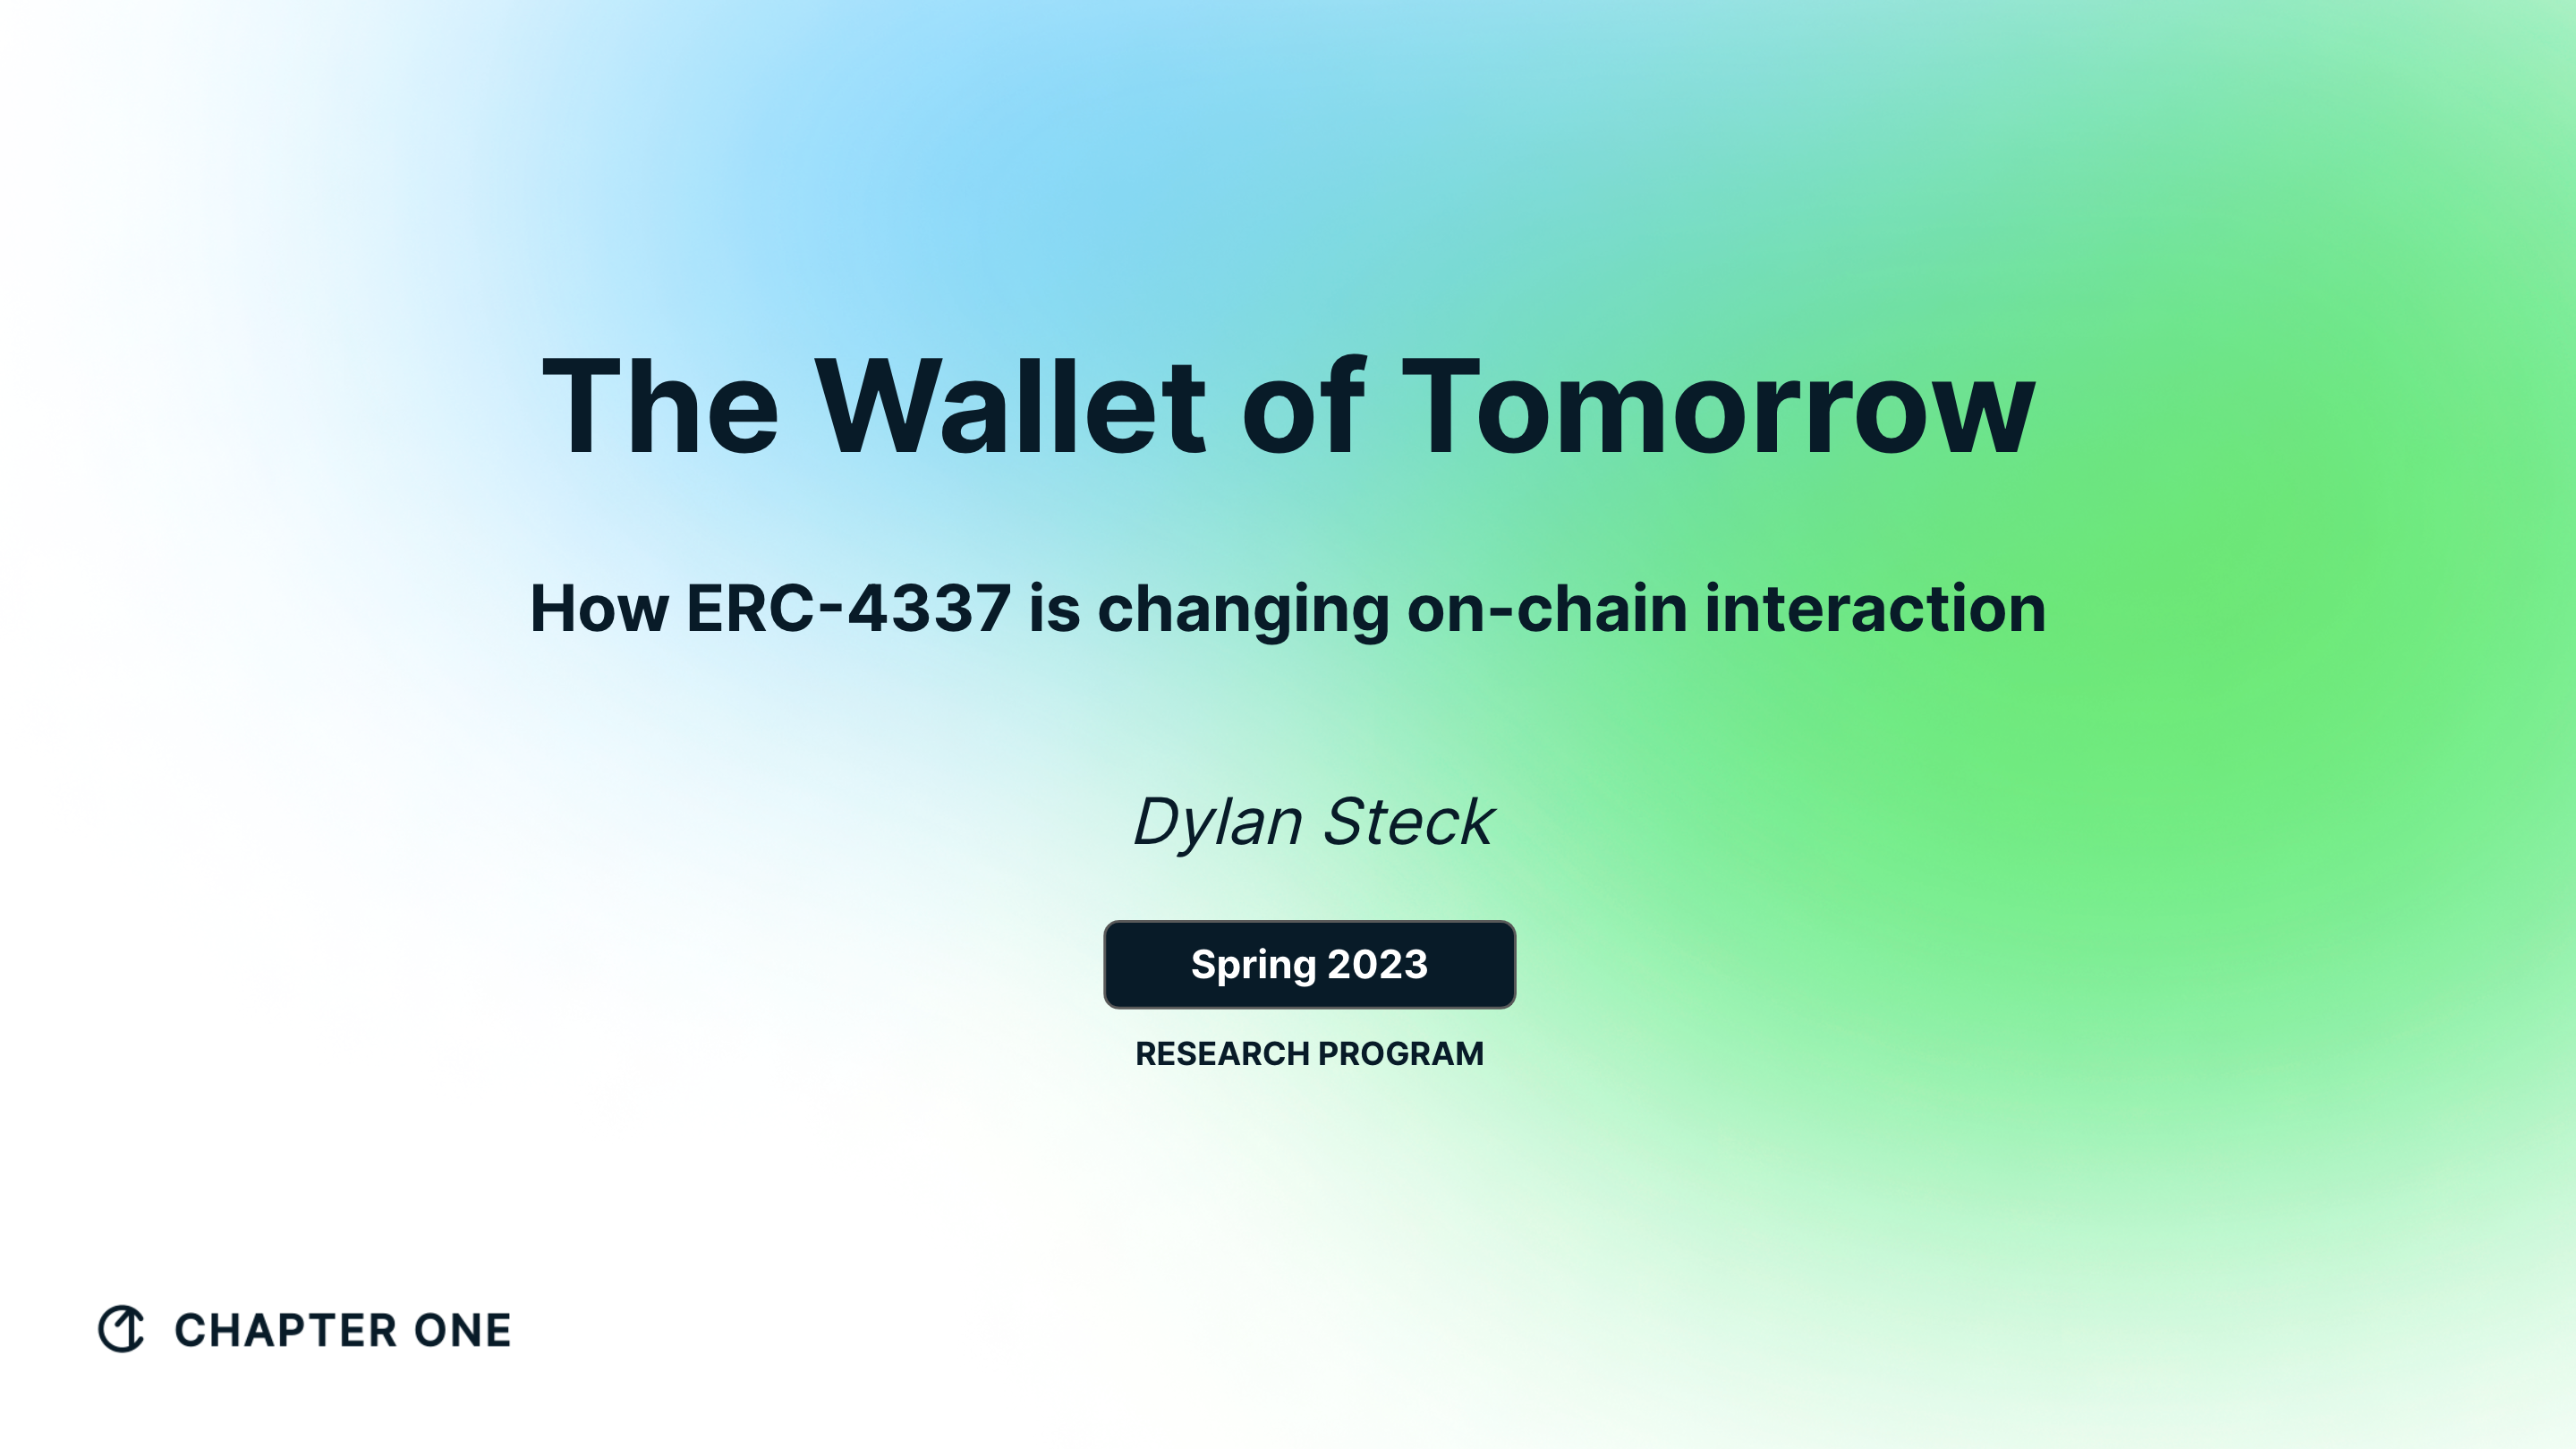 The Wallet of Tomorrow
How ERC-4337 is changing on-chain interaction
Dylan Steck
Spring 2023
RESEARCH PROGRAM
CHAPTER ONE